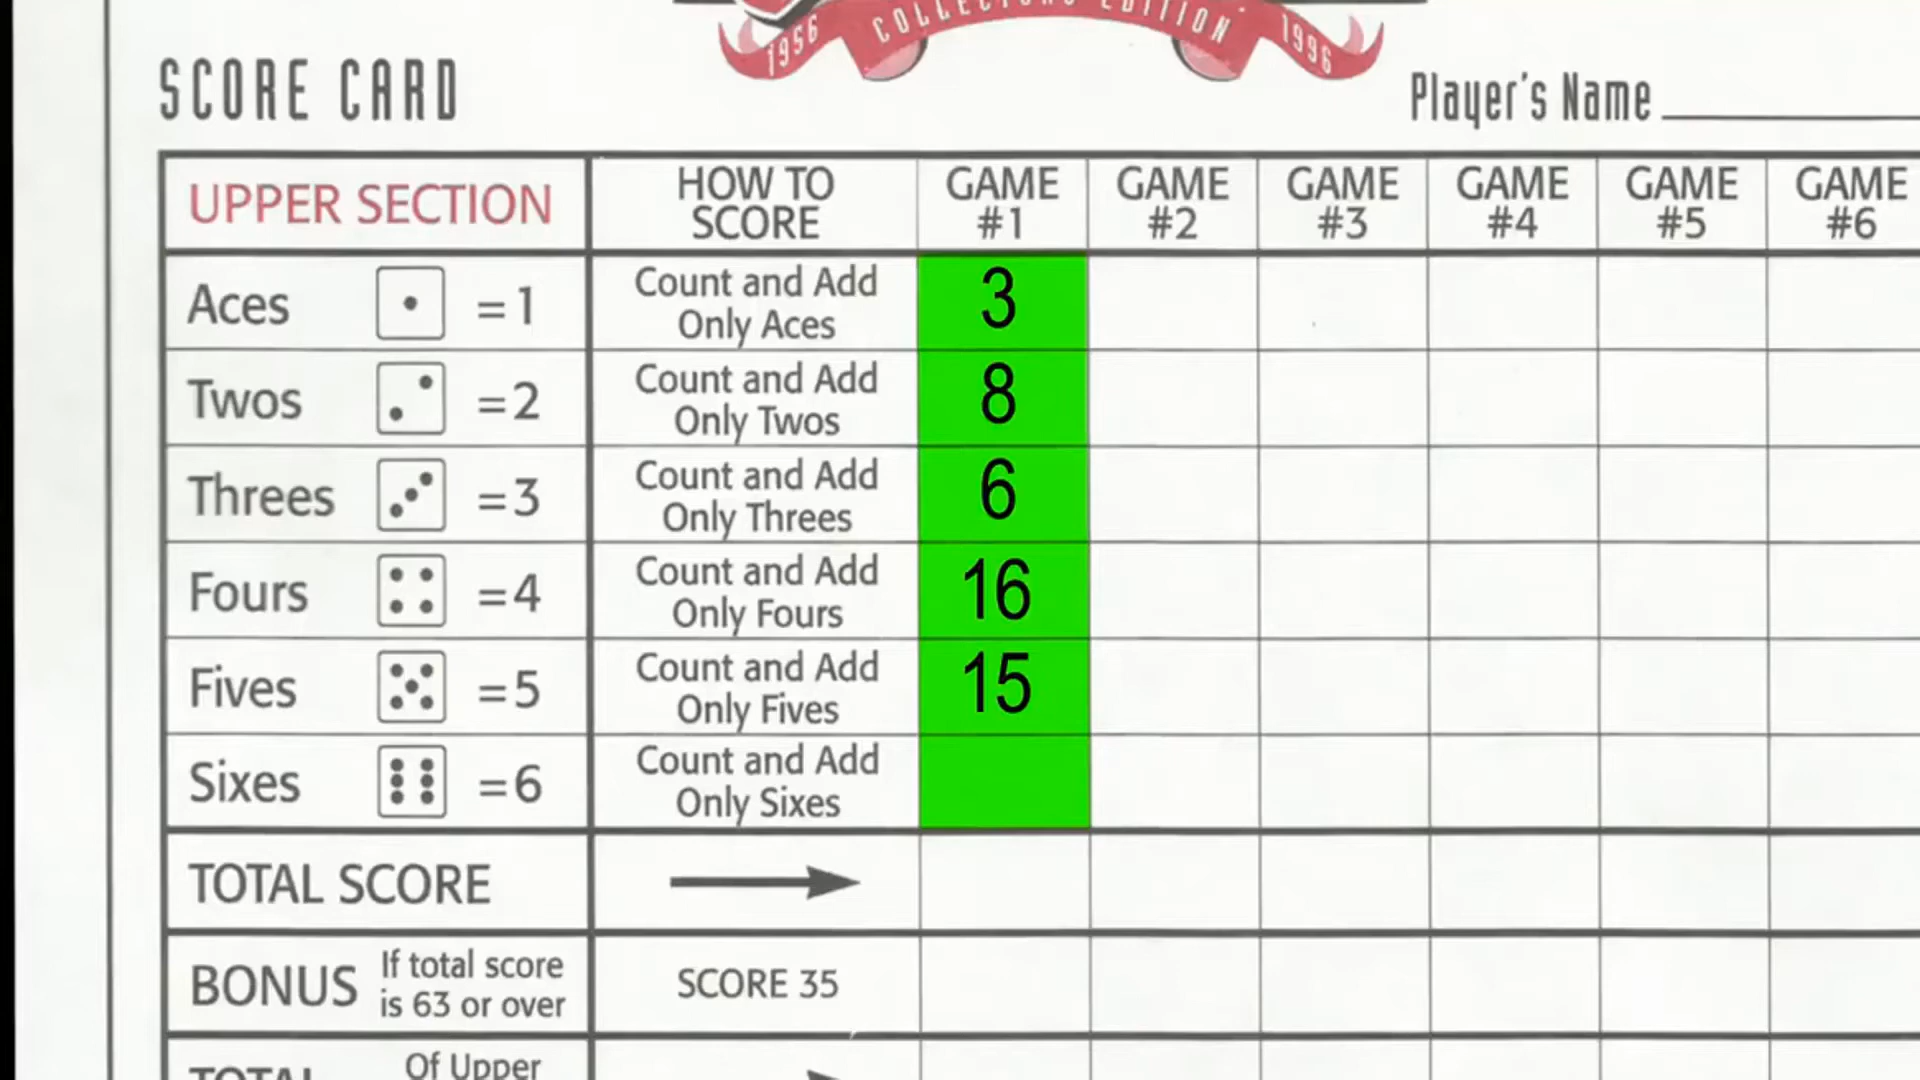 1956 COLLECTORS EDITION 1996
SCORE CARD
Player's Name
UPPER SECTION
HOW TO
SCORE
GAME
#1
GAME
#2
GAME
#3
GAME
#4
GAME
#5
GAME
#6
Aces =1
Count and Add
Only Aces
3
Twos =2
Count and Add
Only Twos
8
Threes =3
Count and Add
Only Threes
6
Fours =4
Count and Add
Only Fours
16
Fives =5
Count and Add
Only Fives
15
Sixes =6
Count and Add
Only Sixes
TOTAL SCORE
BONUS
If total score
is 63 or over
SCORE 35
TOTAL
Of Upper